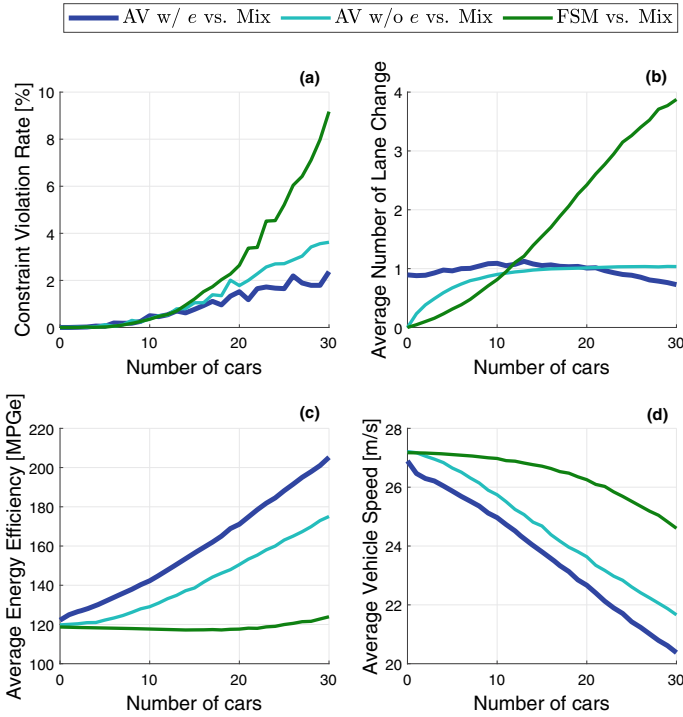 AV w/ e vs. Mix AV w/o e vs. Mix FSM vs. Mix
(a)
Constraint Violation Rate [%]
10
8
6
4
2
0
0 10 20 30
Number of cars
(b)
Average Number of Lane Change
4
3
2
1
0
0 10 20 30
Number of cars
(c)
Average Energy Efficiency [MPGe]
220
200
180
160
140
120
100
0 10 20 30
Number of cars
(d)
Average Vehicle Speed [m/s]
28
26
24
22
20
0 10 20 30
Number of cars